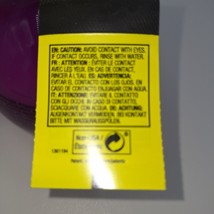 EN: CAUTION: AVOID CONTACT WITH EYES.
IF CONTACT OCCURS, RINSE WITH WATER.
FR: ATTENTION: ÉVITER LE CONTACT
AVEC LES YEUX. EN CAS DE CONTACT,
RINCER À L'EAU. ES: ADVERTENCIA:
EVITAR EL CONTACTO CON LOS OJOS, EN
CASO DE CONTACTO ENJUAGAR CON AGUA.
IT: ATTENZIONE: EVITARE IL CONTATTO
CON GLI OCCHI. IN CASO DI CONTATTO,
SCIACQUARE CON ACQUA. DE: ACHTUNG:
AUGENKONTAKT VERMEIDEN. BEI KONTAKT
BITTE MIT WASSER AUSSPÜLEN.